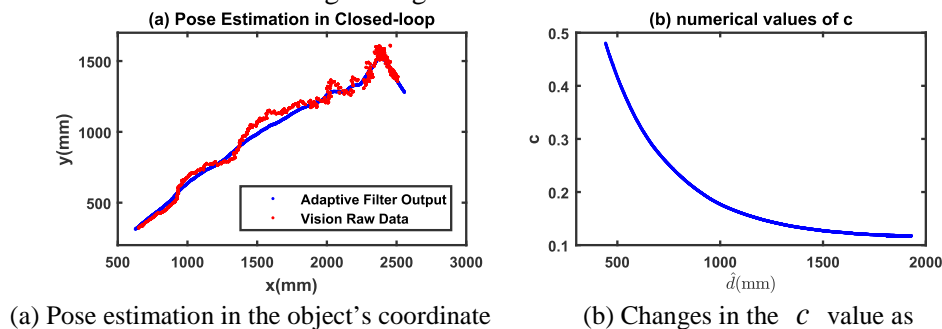 (a) Pose Estimation in Closed-loop
1500
1000
500
y(mm)
Adaptive Filter Output
Vision Raw Data
500 1000 1500 2000 2500 3000
x(mm)
(a) Pose estimation in the object's coordinate
(b) numerical values of c
0.5
0.4
0.3
0.2
0.1
c
500 1000 1500 2000
d̂(mm)
(b) Changes in the c value as